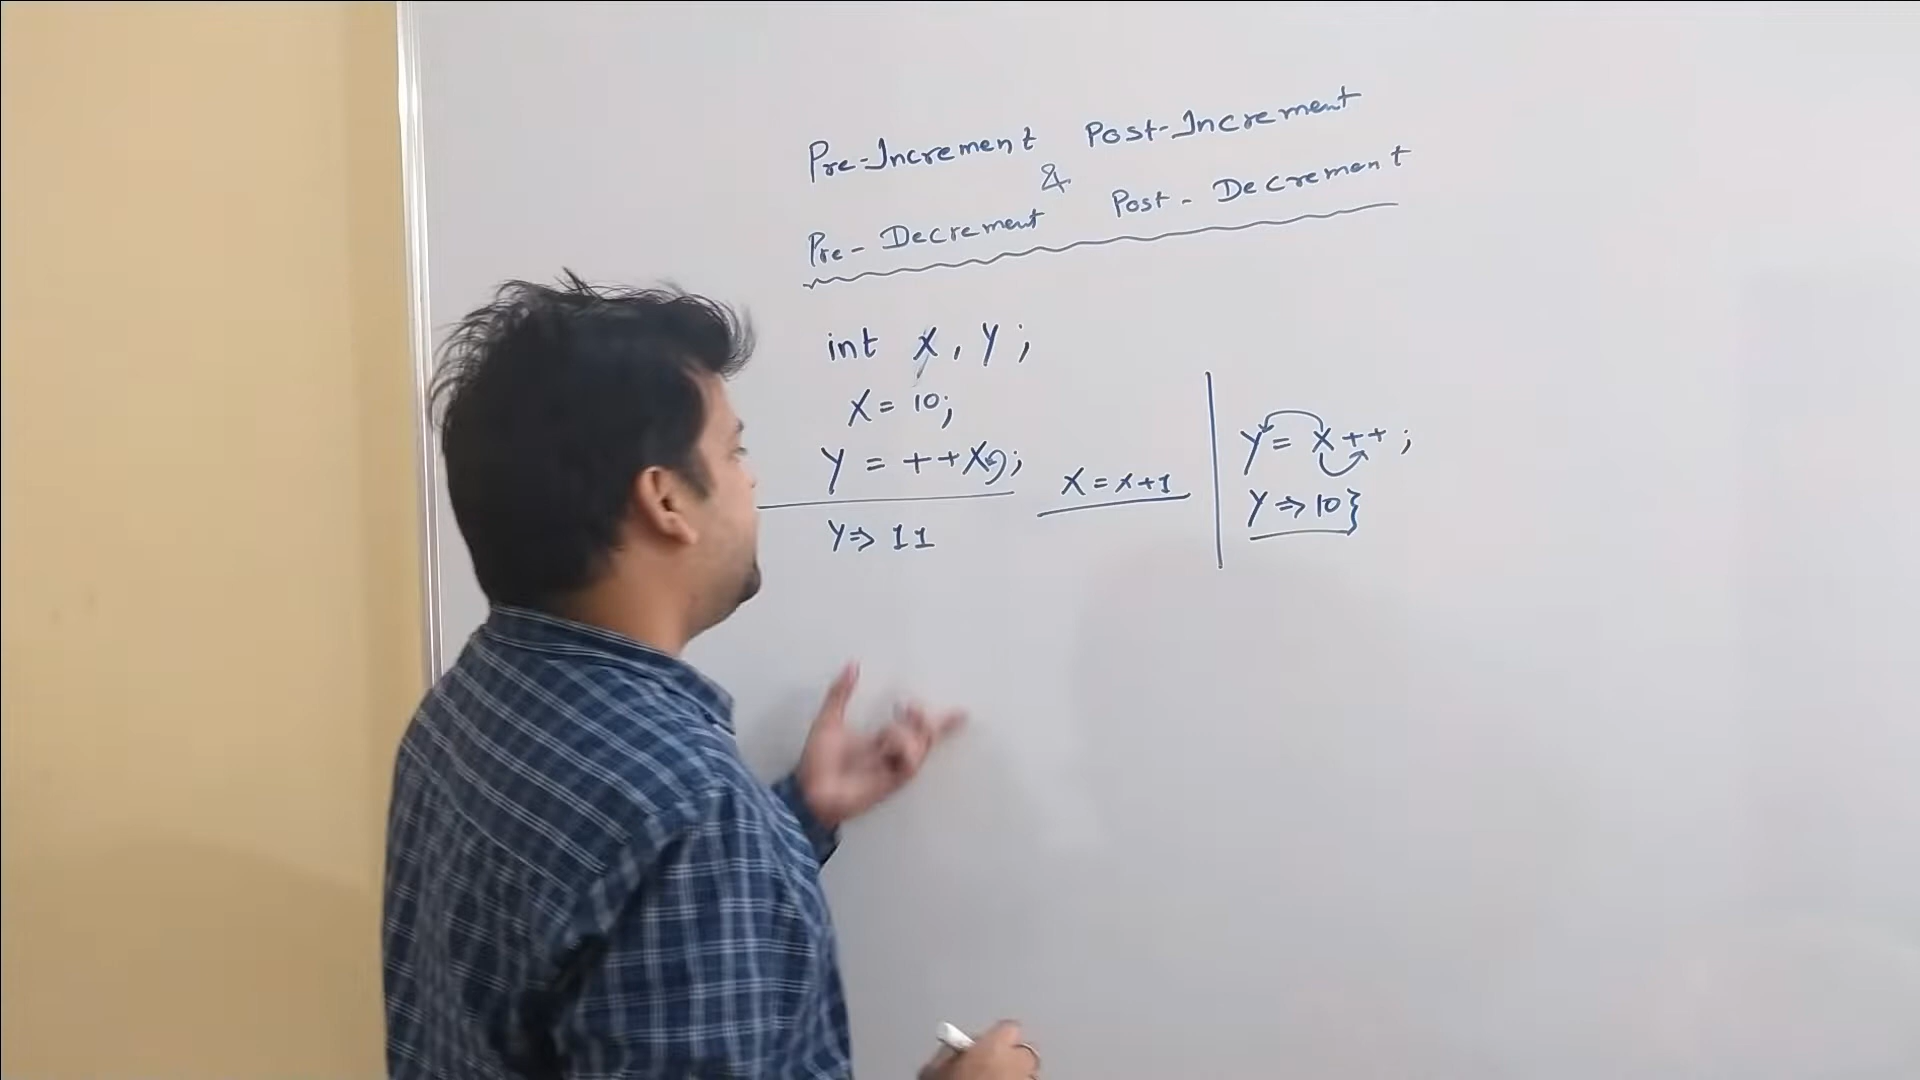 Pre-Increment Post-Increment
&
Pre-Decrement Post-Decrement
int X, Y;
X = 10;
Y = ++X;
X = X+1
Y => 11
Y = X++;
Y => 10}